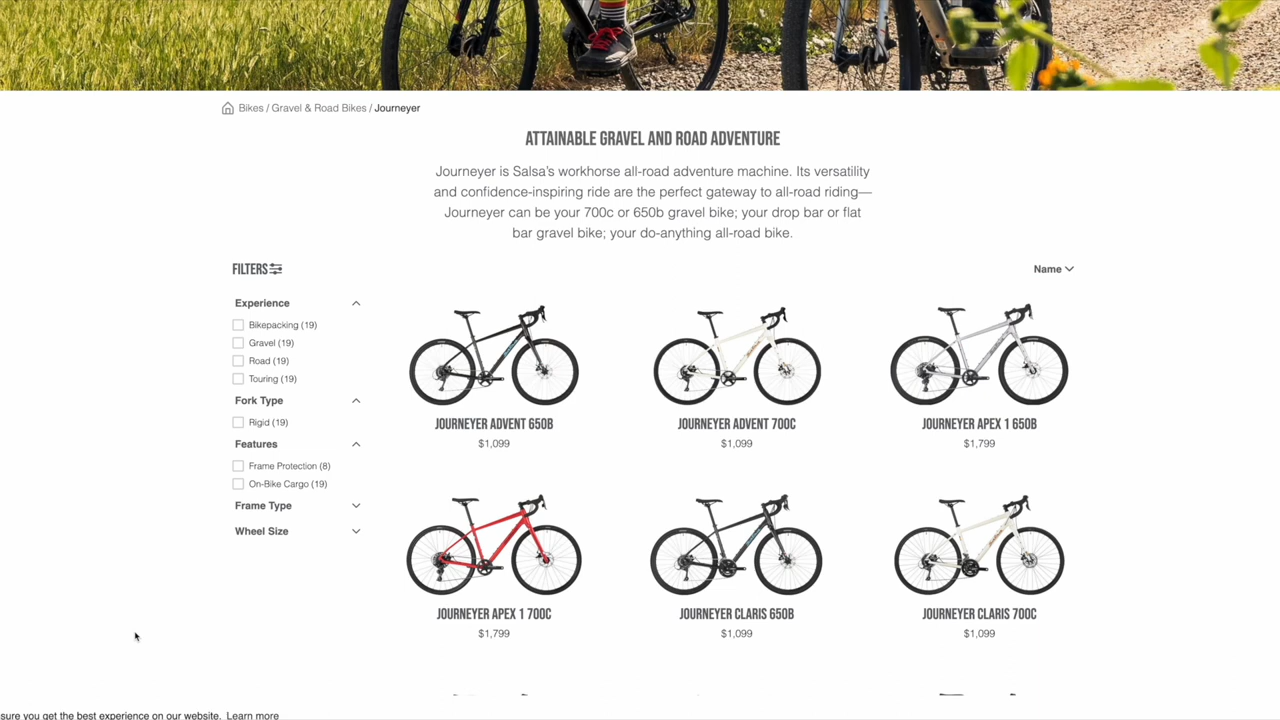 Bikes / Gravel & Road Bikes / Journeyer
ATTAINABLE GRAVEL AND ROAD ADVENTURE
Journeyer is Salsa's workhorse all-road adventure machine. Its versatility
and confidence-inspiring ride are the perfect gateway to all-road riding—
Journeyer can be your 700c or 650b gravel bike; your drop bar or flat
bar gravel bike; your do-anything all-road bike.
FILTERS
Name
Experience
Bikepacking (19)
Gravel (19)
Road (19)
Touring (19)
Fork Type
Rigid (19)
Features
Frame Protection (8)
On-Bike Cargo (19)
Frame Type
Wheel Size
JOURNEYER ADVENT 650B
$1,099
JOURNEYER ADVENT 700C
$1,099
JOURNEYER APEX 1 650B
$1,799
JOURNEYER APEX 1 700C
$1,799
JOURNEYER CLARIS 650B
$1,099
JOURNEYER CLARIS 700C
$1,099
sure you get the best experience on our website. Learn more